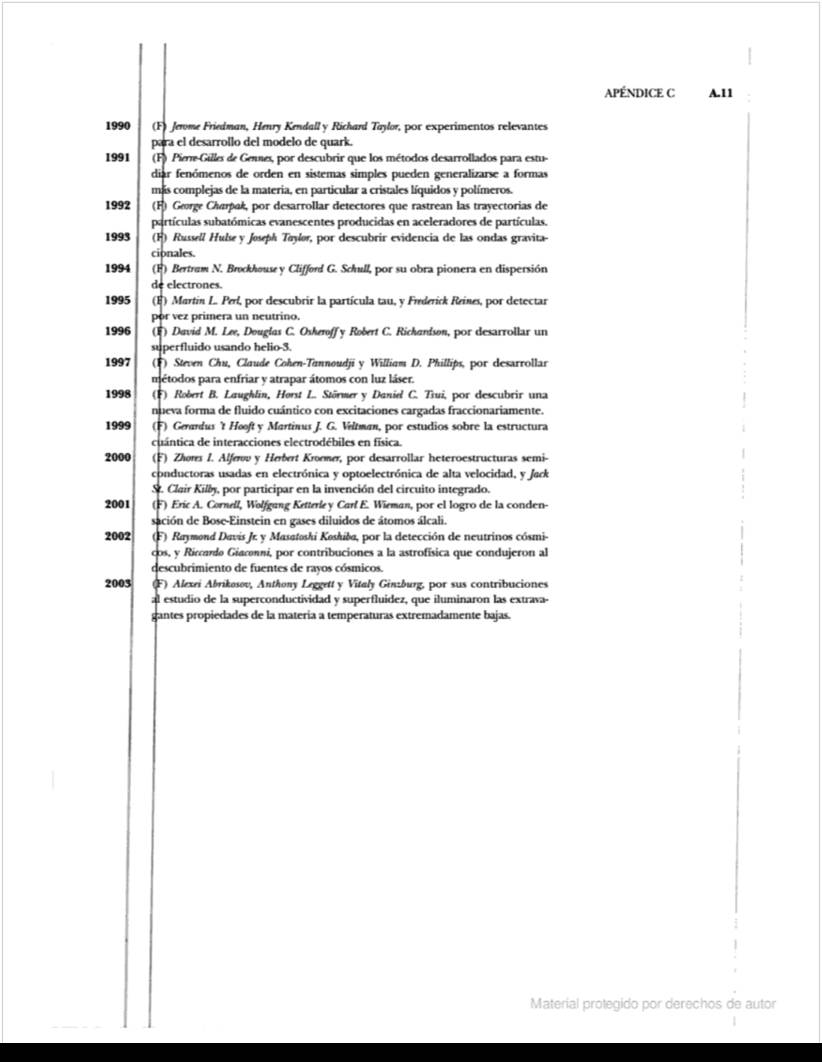 APÉNDICE C A.11
1990 (F) Jerome Friedman, Henry Kendall y Richard Taylor, por experimentos relevantes
para el desarrollo del modelo de quark.
1991 (F) Pierre-Gilles de Gennes, por descubrir que los métodos desarrollados para estu-
diar fenómenos de orden en sistemas simples pueden generalizarse a formas
más complejas de la materia, en particular a cristales líquidos y polímeros.
1992 (F) George Charpak, por desarrollar detectores que rastrean las trayectorias de
partículas subatómicas evanescentes producidas en aceleradores de partículas.
1993 (F) Russell Hulse y Joseph Taylor, por descubrir evidencia de las ondas gravita-
cionales.
1994 (F) Bertram N. Brockhouse y Clifford G. Schull, por su obra pionera en dispersión
de electrones.
1995 (F) Martin L. Perl, por descubrir la partícula tau, y Frederick Reines, por detectar
por vez primera un neutrino.
1996 (F) David M. Lee, Douglas C. Osheroff y Robert C. Richardson, por desarrollar un
superfluido usando helio-3.
1997 (F) Steven Chu, Claude Cohen-Tannoudji y William D. Phillips, por desarrollar
métodos para enfriar y atrapar átomos con luz láser.
1998 (F) Robert B. Laughlin, Horst L. Störmer y Daniel C. Tsui, por descubrir una
nueva forma de fluido cuántico con excitaciones cargadas fraccionariamente.
1999 (F) Gerardus 't Hooft y Martinus J. G. Veltman, por estudios sobre la estructura
cuántica de interacciones electrodébiles en física.
2000 (F) Zhores I. Alferov y Herbert Kroemer, por desarrollar heteroestructuras semi-
conductoras usadas en electrónica y optoelectrónica de alta velocidad, y Jack
St. Clair Kilby, por participar en la invención del circuito integrado.
2001 (F) Eric A. Cornell, Wolfgang Ketterle y Carl E. Wieman, por el logro de la conden-
sación de Bose-Einstein en gases diluidos de átomos álcali.
2002 (F) Raymond Davis Jr. y Masatoshi Koshiba, por la detección de neutrinos cósmi-
cos, y Riccardo Giaconni, por contribuciones a la astrofísica que condujeron al
descubrimiento de fuentes de rayos cósmicos.
2003 (F) Alexei Abrikosov, Anthony Leggett y Vitaly Ginzburg, por sus contribuciones
al estudio de la superconductividad y superfluidez, que iluminaron las extrava-
gantes propiedades de la materia a temperaturas extremadamente bajas.
Material protegido por derechos de autor